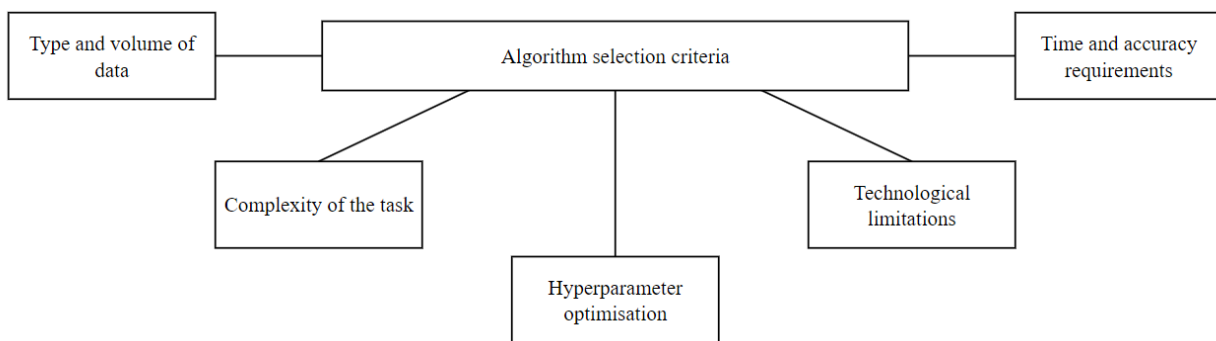 Type and volume of
data
Algorithm selection criteria
Time and accuracy
requirements
Complexity of the task
Technological
limitations
Hyperparameter
optimisation